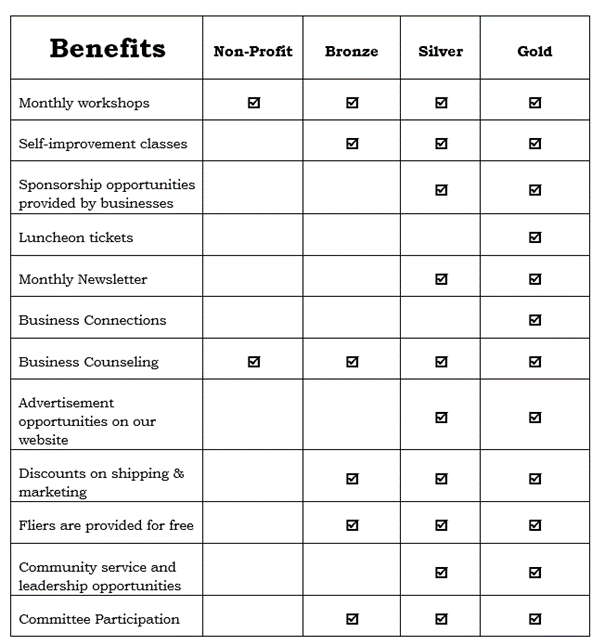 Benefits Non-Profit Bronze Silver Gold
Monthly workshops ☑ ☑ ☑ ☑
Self-improvement classes ☑ ☑ ☑
Sponsorship opportunities
provided by businesses ☑ ☑
Luncheon tickets ☑
Monthly Newsletter ☑ ☑
Business Connections ☑
Business Counseling ☑ ☑ ☑ ☑
Advertisement
opportunities on our ☑ ☑
website
Discounts on shipping &
marketing ☑ ☑ ☑
Fliers are provided for free ☑ ☑ ☑
Community service and
leadership opportunities ☑ ☑
Committee Participation ☑ ☑ ☑